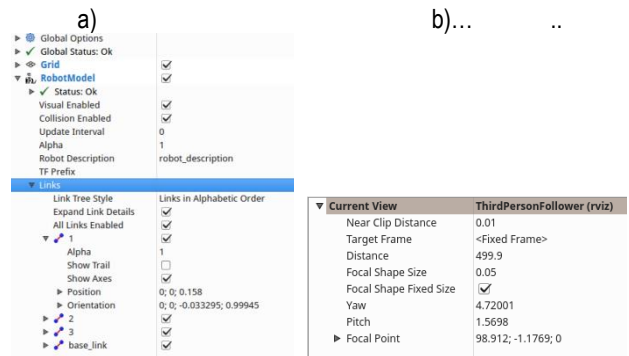 a)
b)... ..
Global Options
Global Status: Ok
Grid
RobotModel
Status: Ok
Visual Enabled
Collision Enabled
Update Interval 0
Alpha 1
Robot Description robot_description
TF Prefix
Links
Link Tree Style Links in Alphabetic Order
Expand Link Details
All Links Enabled
1
Alpha 1
Show Trail
Show Axes
Position 0; 0; 0.158
Orientation 0; 0; -0.033295; 0.99945
2
3
base_link
Current View ThirdPersonFollower (rviz)
Near Clip Distance 0.01
Target Frame <Fixed Frame>
Distance 499.9
Focal Shape Size 0.05
Focal Shape Fixed Size
Yaw 4.72001
Pitch 1.5698
Focal Point 98.912; -1.1769; 0